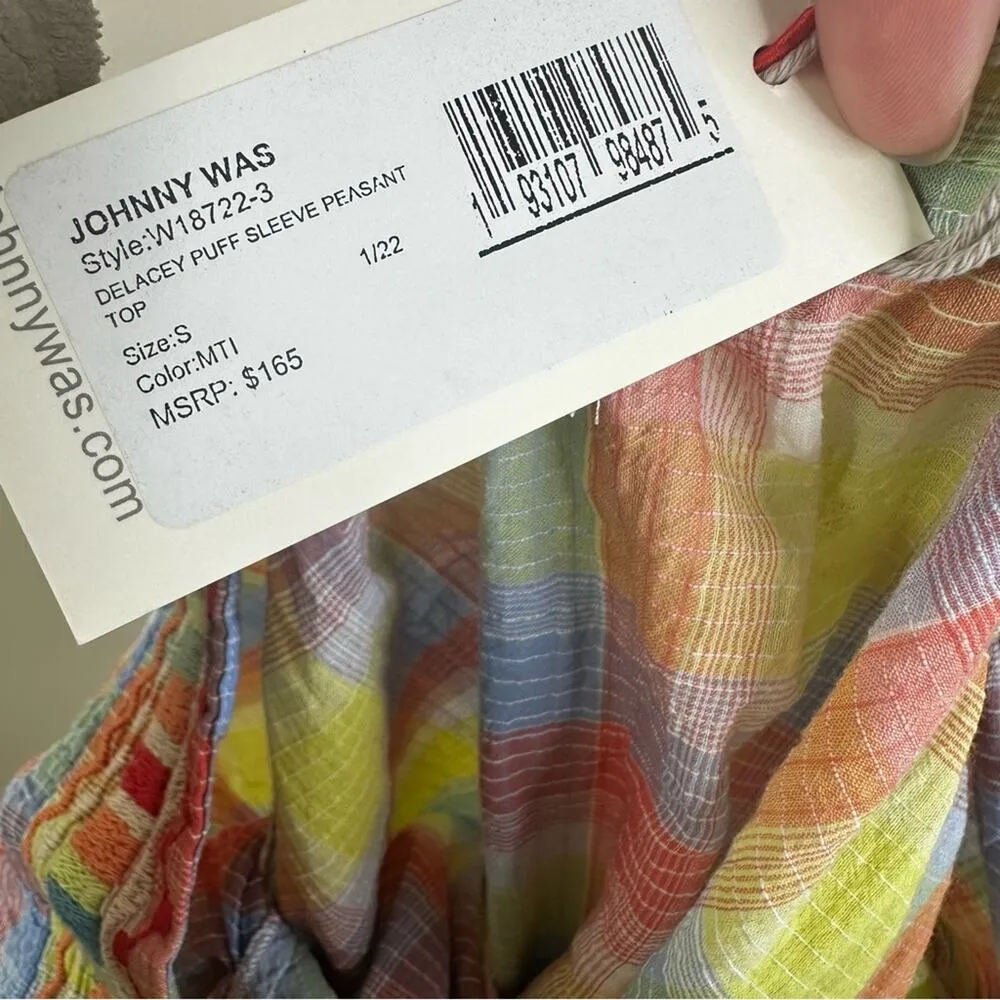 JOHNNY WAS
Style:W18722-3
DELACEY PUFF SLEEVE PEASANT
TOP
1/22
Size:S
Color:MTI
MSRP: $165
1 93107 98487 5
johnnywas.com